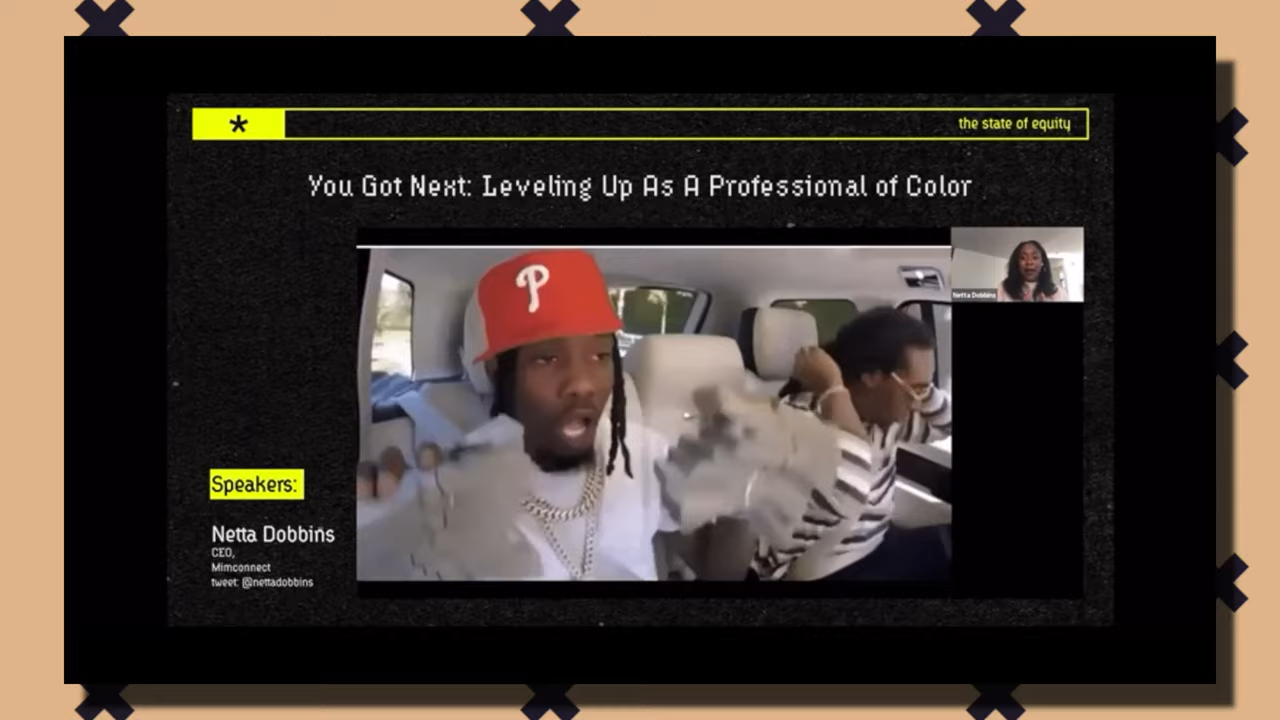 *
the state of equity
You Got Next: Leveling Up As A Professional of Color
P
Netta Dobbins
Speakers:
Netta Dobbins
CEO,
Mimconnect
tweet: @nettadobbins